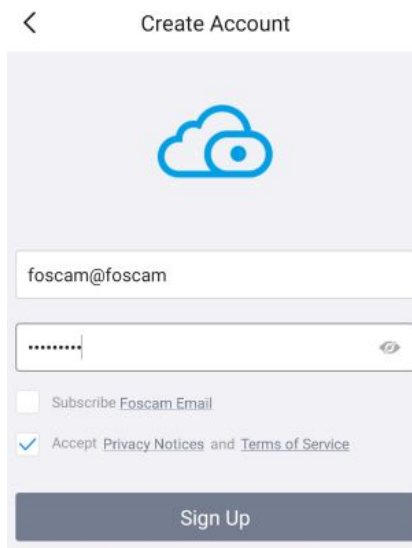 Create Account
foscam@foscam
•••••••••
Subscribe Foscam Email
Accept Privacy Notices and Terms of Service
Sign Up